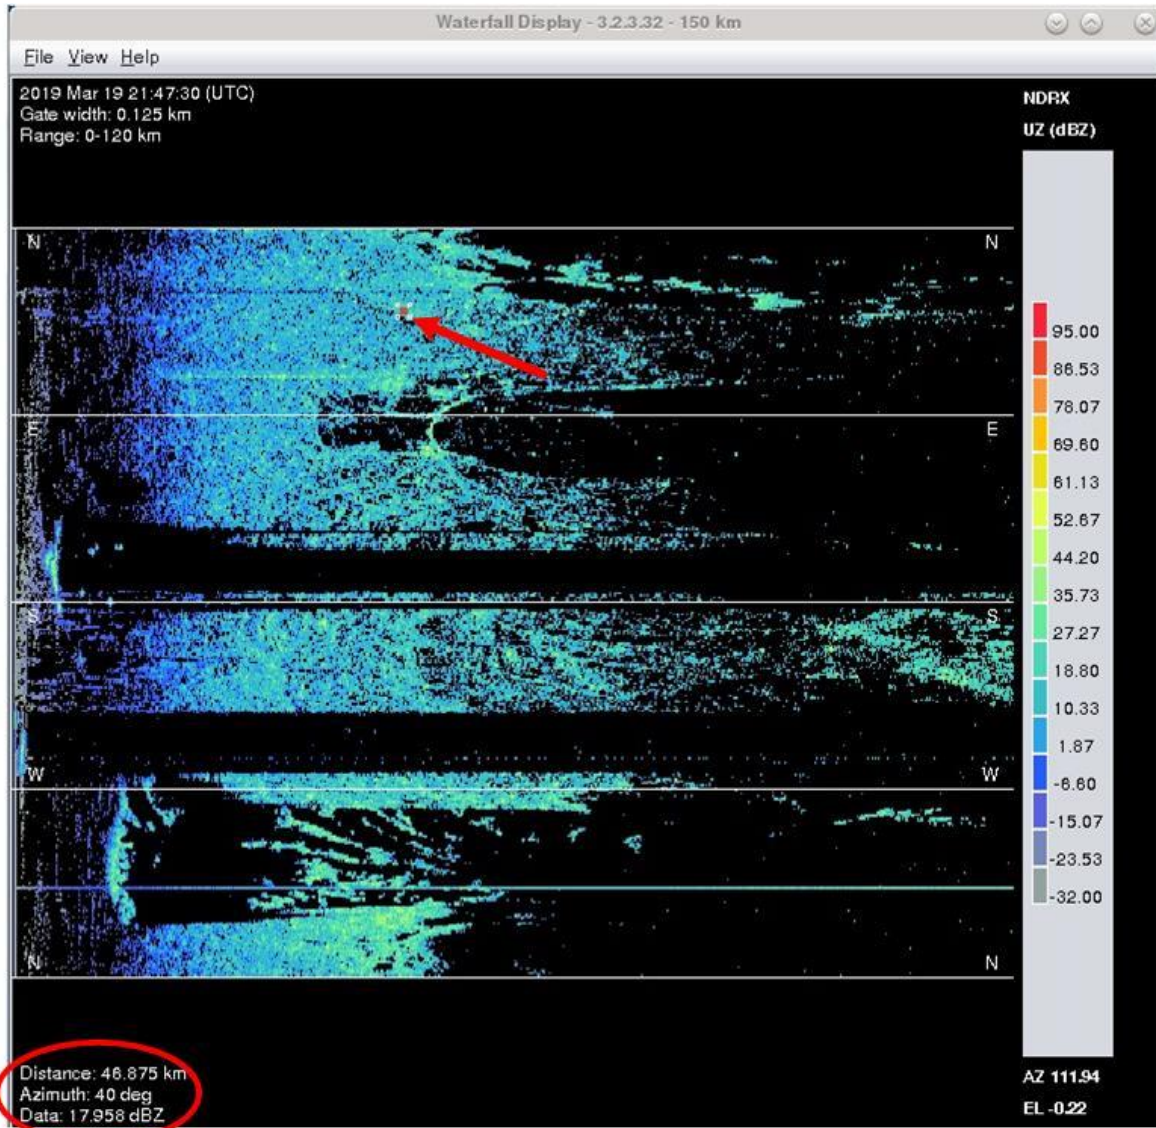 Waterfall Display - 3.2.3.32 - 150 km
File View Help
2019 Mar 19 21:47:30 (UTC)
Gate width: 0.125 km
Range: 0-120 km
NDRX
UZ (dBZ)
N N
E E
S S
W W
N N
95.00
86.53
78.07
69.60
61.13
52.67
44.20
35.73
27.27
18.80
10.33
1.87
-6.60
-15.07
-23.53
-32.00
Distance: 46.875 km
Azimuth: 40 deg
Data: 17.958 dBZ
AZ 111.94
EL -0.22